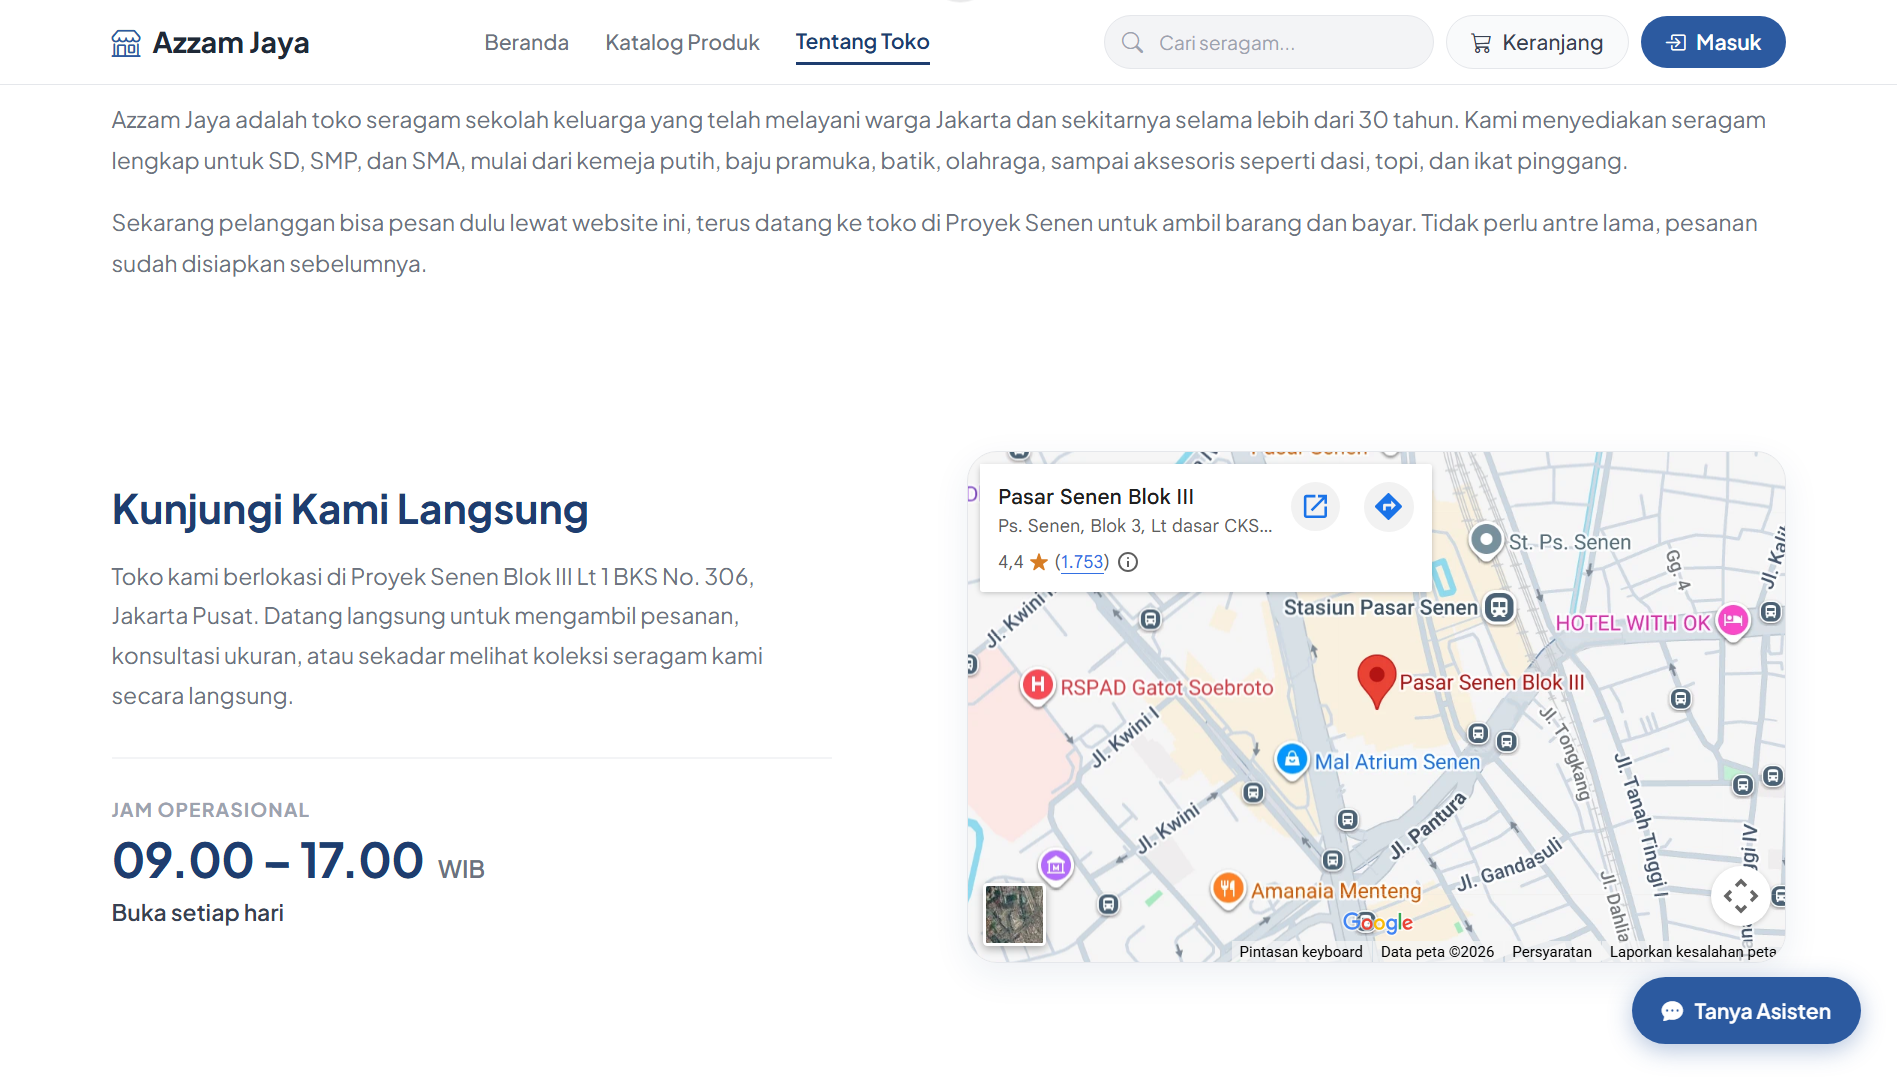 Azzam Jaya
Beranda
Katalog Produk
Tentang Toko
Cari seragam...
Keranjang
Masuk
Azzam Jaya adalah toko seragam sekolah keluarga yang telah melayani warga Jakarta dan sekitarnya selama lebih dari 30 tahun. Kami menyediakan seragam
lengkap untuk SD, SMP, dan SMA, mulai dari kemeja putih, baju pramuka, batik, olahraga, sampai aksesoris seperti dasi, topi, dan ikat pinggang.
Sekarang pelanggan bisa pesan dulu lewat website ini, terus datang ke toko di Proyek Senen untuk ambil barang dan bayar. Tidak perlu antre lama, pesanan
sudah disiapkan sebelumnya.
Kunjungi Kami Langsung
Toko kami berlokasi di Proyek Senen Blok III Lt 1 BKS No. 306,
Jakarta Pusat. Datang langsung untuk mengambil pesanan,
konsultasi ukuran, atau sekadar melihat koleksi seragam kami
secara langsung.
JAM OPERASIONAL
09.00 – 17.00 WIB
Buka setiap hari
Pasar Senen Blok III
Ps. Senen, Blok 3, Lt dasar CKS...
4,4 (1.753)
St. Ps. Senen
Gg. 4
Stasiun Pasar Senen
HOTEL WITH OK
Jl. Kwini
RSPAD Gatot Soebroto
Pasar Senen Blok III
Jl. Kwini I
Jl. Tongkang
Mal Atrium Senen
Jl. Tanah Tinggi I
Jl. Kwini
Jl. Pantura
Jl. Gandasuli
Jl. Dahlia
Amanaia Menteng
Google
Pintasan keyboard
Data peta ©2026
Persyaratan
Laporkan kesalahan peta
Tanya Asisten